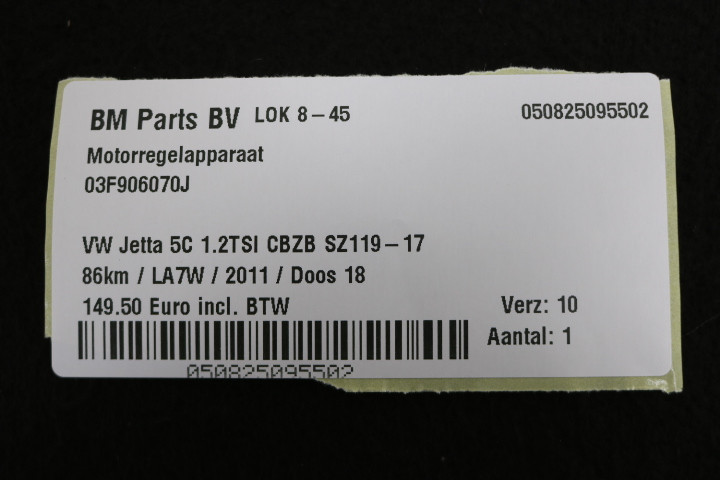 BM Parts BV LOK 8-45 050825095502
Motorregelapparaat
03F906070J
VW Jetta 5C 1.2TSI CBZB SZ119-17
86km / LA7W / 2011 / Doos 18
149.50 Euro incl. BTW Verz: 10
Aantal: 1
050825095502